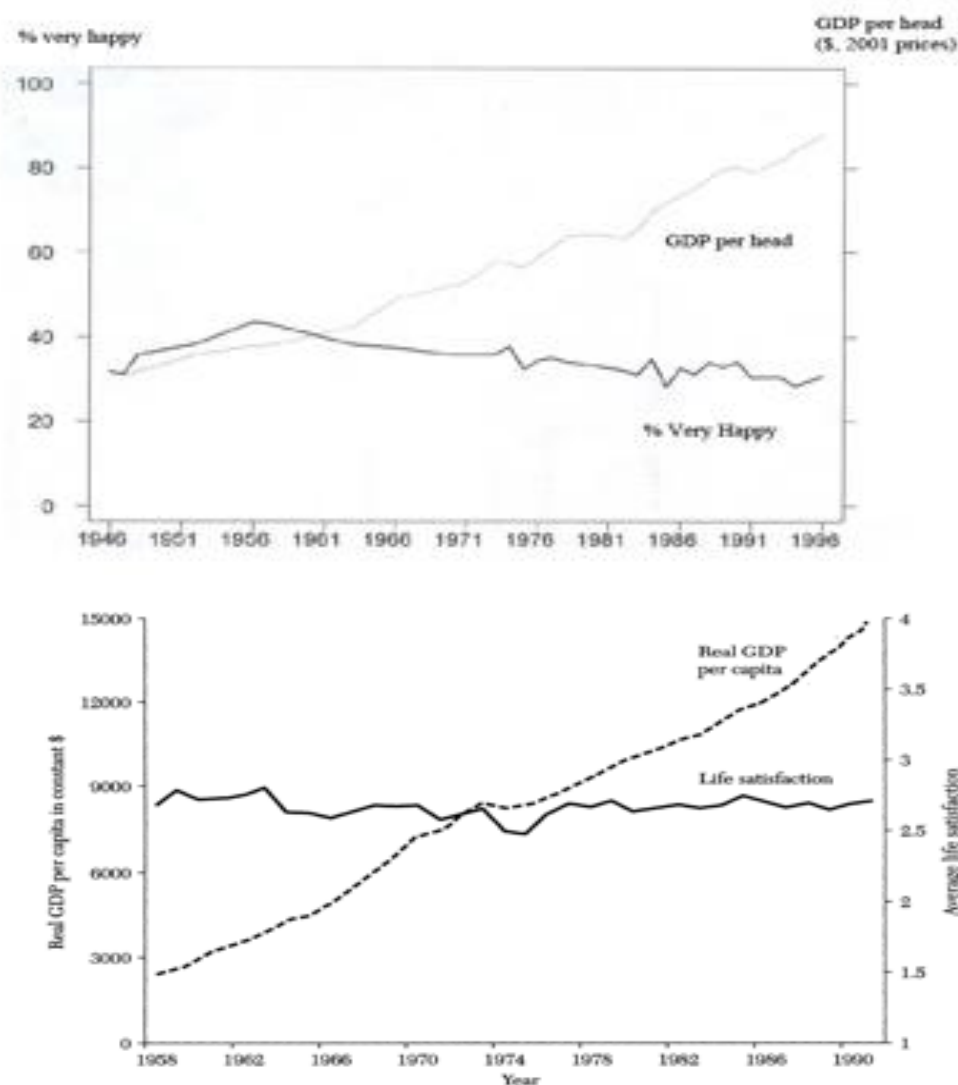 % very happy
GDP per head
($, 2001 prices)
100
80
60
40
20
0
GDP per head
% Very Happy
1946 1951 1956 1961 1966 1971 1976 1981 1986 1991 1996
15000
12000
9000
6000
3000
0
Real GDP per capita in constant $
Real GDP
per capita
Life satisfaction
4
3.5
3
2.5
2
1.5
1
Average life satisfaction
1958 1962 1966 1970 1974 1978 1982 1986 1990
Year